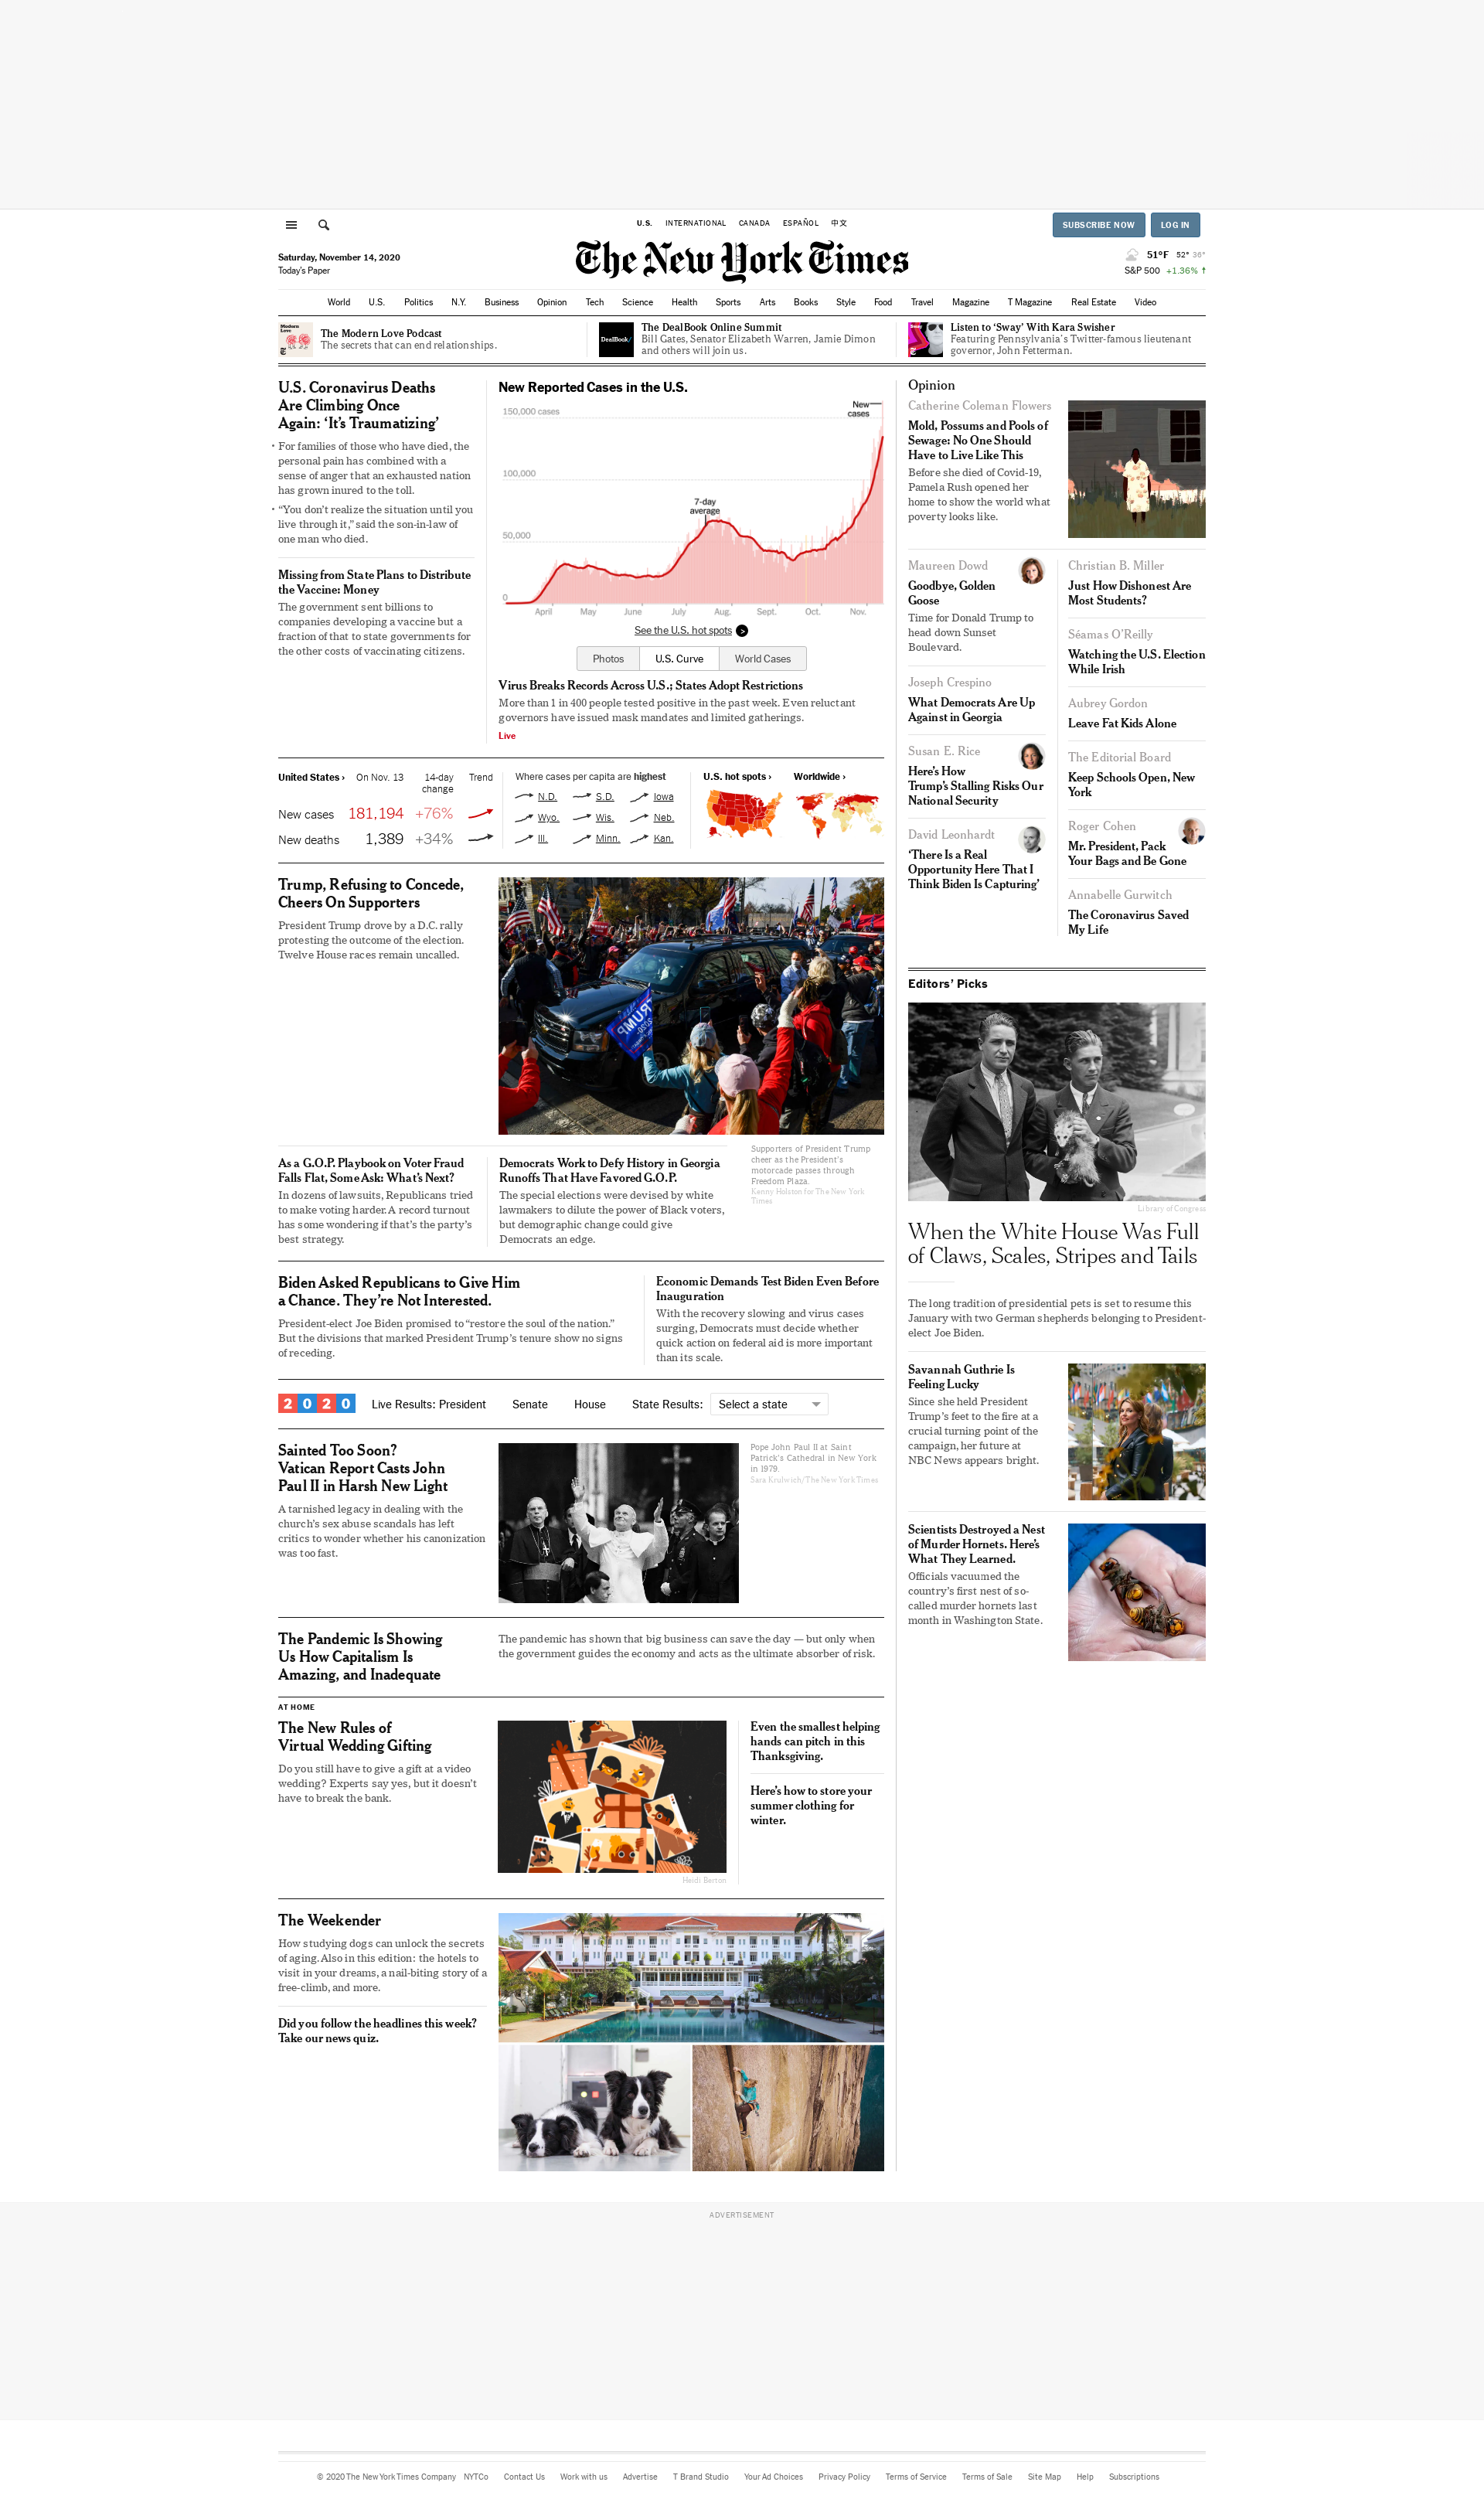 U.S.
INTERNATIONAL
CANADA
ESPAÑOL
中文
SUBSCRIBE NOW
LOG IN
Saturday, November 14, 2020
Today's Paper
The New York Times
51°F 52° 36°
S&P 500 +1.36% ↑
World
U.S.
Politics
N.Y.
Business
Opinion
Tech
Science
Health
Sports
Arts
Books
Style
Food
Travel
Magazine
T Magazine
Real Estate
Video
Modern
Love
The Modern Love Podcast
The secrets that can end relationships.
DealBook/
The DealBook Online Summit
Bill Gates, Senator Elizabeth Warren, Jamie Dimon
and others will join us.
Sway
Listen to ‘Sway’ With Kara Swisher
Featuring Pennsylvania's Twitter-famous lieutenant
governor, John Fetterman.
U.S. Coronavirus Deaths
Are Climbing Once
Again: ‘It’s Traumatizing’
• For families of those who have died, the
personal pain has combined with a
sense of anger that an exhausted nation
has grown inured to the toll.
• “You don’t realize the situation until you
live through it,” said the son-in-law of
one man who died.
Missing from State Plans to Distribute
the Vaccine: Money
The government sent billions to
companies developing a vaccine but a
fraction of that to state governments for
the other costs of vaccinating citizens.
New Reported Cases in the U.S.
150,000 cases
New
cases
100,000
7-day
average
50,000
0
April
May
June
July
Aug.
Sept.
Oct.
Nov.
See the U.S. hot spots >
Photos
U.S. Curve
World Cases
Virus Breaks Records Across U.S.; States Adopt Restrictions
More than 1 in 400 people tested positive in the past week. Even reluctant
governors have issued mask mandates and limited gatherings.
Live
United States › On Nov. 13 14-day Trend
change
New cases 181,194 +76%
New deaths 1,389 +34%
Where cases per capita are highest
N.D. S.D. Iowa
Wyo. Wis. Neb.
Ill. Minn. Kan.
U.S. hot spots ›
Worldwide ›
Trump, Refusing to Concede,
Cheers On Supporters
President Trump drove by a D.C. rally
protesting the outcome of the election.
Twelve House races remain uncalled.
TRUMP
Supporters of President Trump
cheer as the President's
motorcade passes through
Freedom Plaza.
Kenny Holston for The New York
Times
As a G.O.P. Playbook on Voter Fraud
Falls Flat, Some Ask: What’s Next?
In dozens of lawsuits, Republicans tried
to make voting harder. A record turnout
has some wondering if that’s the party’s
best strategy.
Democrats Work to Defy History in Georgia
Runoffs That Have Favored G.O.P.
The special elections were devised by white
lawmakers to dilute the power of Black voters,
but demographic change could give
Democrats an edge.
Biden Asked Republicans to Give Him
a Chance. They’re Not Interested.
President-elect Joe Biden promised to “restore the soul of the nation.”
But the divisions that marked President Trump’s tenure show no signs
of receding.
Economic Demands Test Biden Even Before
Inauguration
With the recovery slowing and virus cases
surging, Democrats must decide whether
quick action on federal aid is more important
than its scale.
2020
Live Results: President
Senate
House
State Results:
Select a state
Sainted Too Soon?
Vatican Report Casts John
Paul II in Harsh New Light
A tarnished legacy in dealing with the
church’s sex abuse scandals has left
critics to wonder whether his canonization
was too fast.
Pope John Paul II at Saint
Patrick's Cathedral in New York
in 1979.
Sara Krulwich/The New York Times
The Pandemic Is Showing
Us How Capitalism Is
Amazing, and Inadequate
The pandemic has shown that big business can save the day — but only when
the government guides the economy and acts as the ultimate absorber of risk.
AT HOME
The New Rules of
Virtual Wedding Gifting
Do you still have to give a gift at a video
wedding? Experts say yes, but it doesn’t
have to break the bank.
Heidi Berton
Even the smallest helping
hands can pitch in this
Thanksgiving.
Here’s how to store your
summer clothing for
winter.
The Weekender
How studying dogs can unlock the secrets
of aging. Also in this edition: the hotels to
visit in your dreams, a nail-biting story of a
free-climb, and more.
Did you follow the headlines this week?
Take our news quiz.
Opinion
Catherine Coleman Flowers
Mold, Possums and Pools of
Sewage: No One Should
Have to Live Like This
Before she died of Covid-19,
Pamela Rush opened her
home to show the world what
poverty looks like.
Maureen Dowd
Goodbye, Golden
Goose
Time for Donald Trump to
head down Sunset
Boulevard.
Joseph Crespino
What Democrats Are Up
Against in Georgia
Susan E. Rice
Here’s How
Trump’s Stalling Risks Our
National Security
David Leonhardt
‘There Is a Real
Opportunity Here That I
Think Biden Is Capturing’
Christian B. Miller
Just How Dishonest Are
Most Students?
Séamas O’Reilly
Watching the U.S. Election
While Irish
Aubrey Gordon
Leave Fat Kids Alone
The Editorial Board
Keep Schools Open, New
York
Roger Cohen
Mr. President, Pack
Your Bags and Be Gone
Annabelle Gurwitch
The Coronavirus Saved
My Life
Editors’ Picks
Library of Congress
When the White House Was Full
of Claws, Scales, Stripes and Tails
The long tradition of presidential pets is set to resume this
January with two German shepherds belonging to President-
elect Joe Biden.
Savannah Guthrie Is
Feeling Lucky
Since she held President
Trump’s feet to the fire at a
crucial turning point of the
campaign, her future at
NBC News appears bright.
Scientists Destroyed a Nest
of Murder Hornets. Here’s
What They Learned.
Officials vacuumed the
country’s first nest of so-
called murder hornets last
month in Washington State.
ADVERTISEMENT
© 2020 The New York Times Company
NYTCo
Contact Us
Work with us
Advertise
T Brand Studio
Your Ad Choices
Privacy Policy
Terms of Service
Terms of Sale
Site Map
Help
Subscriptions